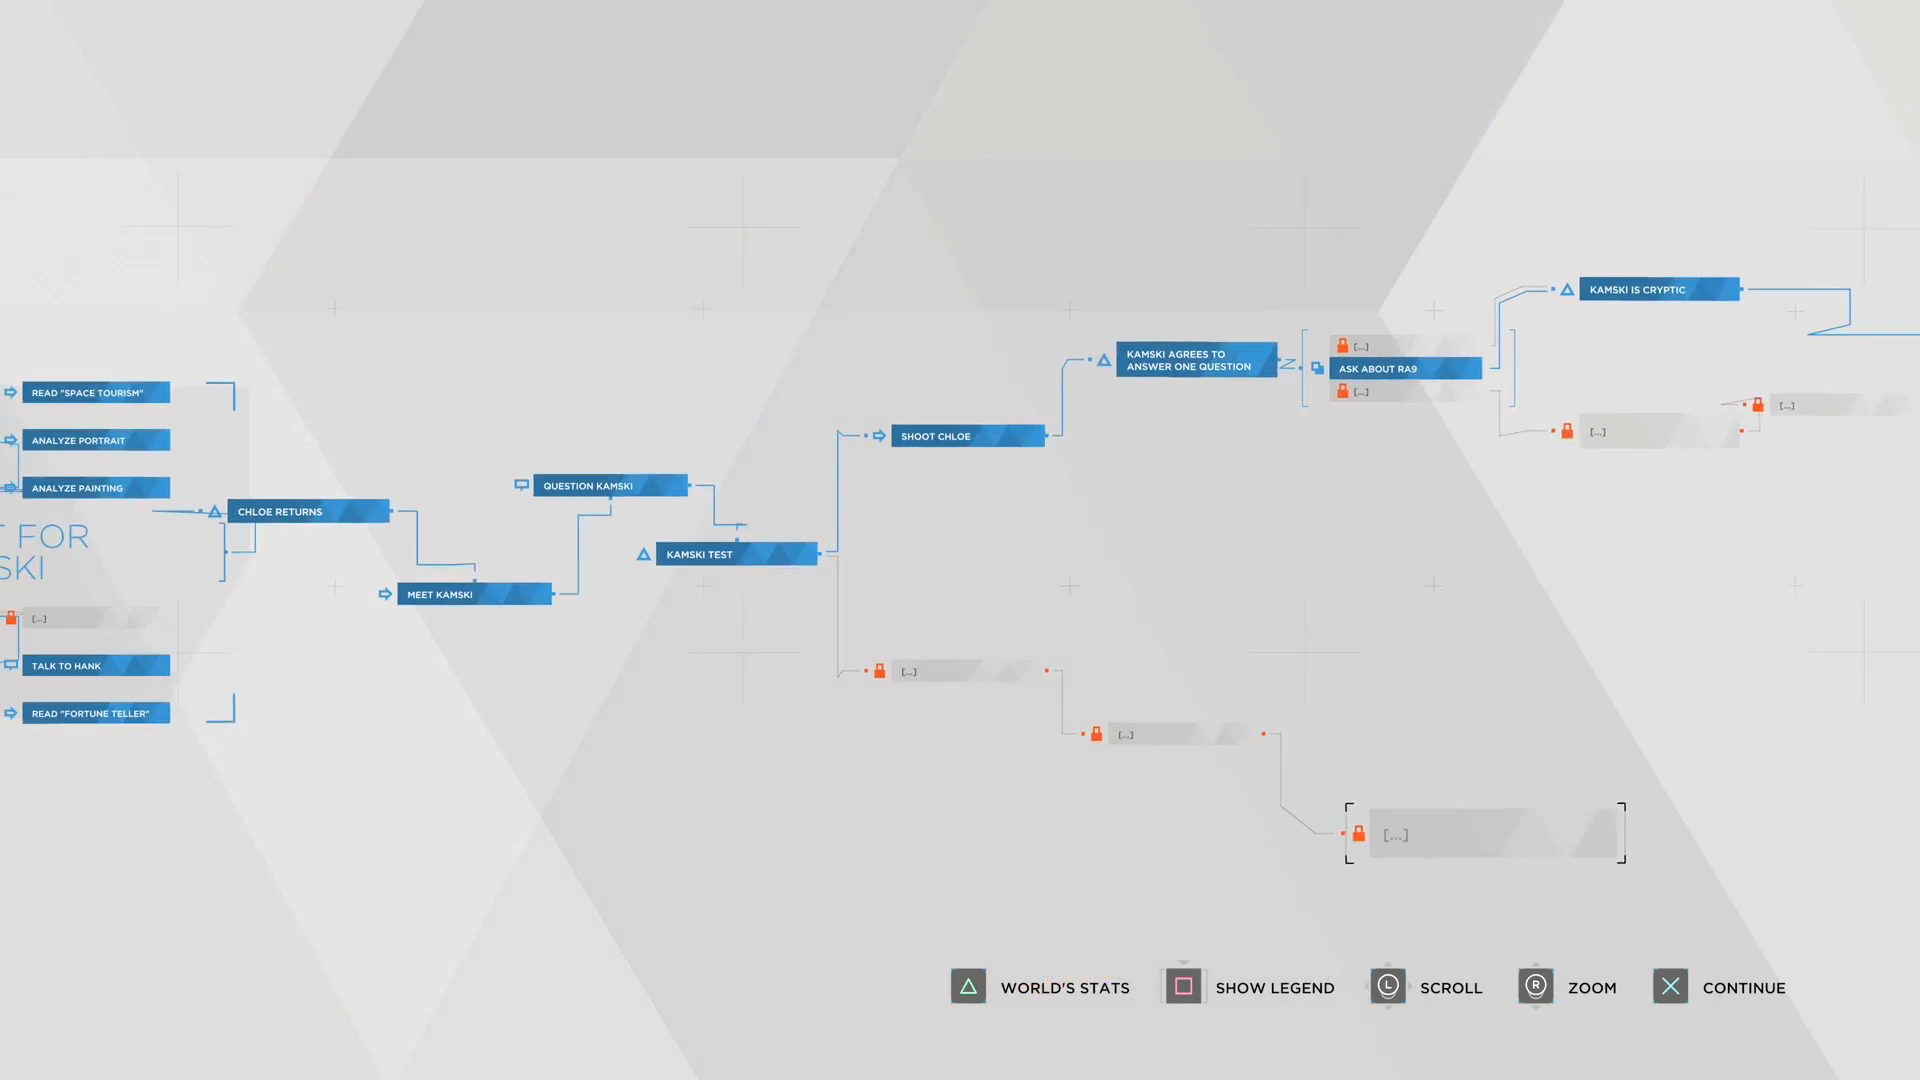 KAMSKI IS CRYPTIC
[...]
KAMSKI AGREES TO
ANSWER ONE QUESTION
ASK ABOUT RA9
[...]
READ "SPACE TOURISM"
[...]
[...]
ANALYZE PORTRAIT
SHOOT CHLOE
ANALYZE PAINTING
QUESTION KAMSKI
CHLOE RETURNS
T FOR
SKI
KAMSKI TEST
MEET KAMSKI
[...]
TALK TO HANK
[...]
READ "FORTUNE TELLER"
[...]
[...]
WORLD'S STATS
SHOW LEGEND
L
SCROLL
R
ZOOM
CONTINUE